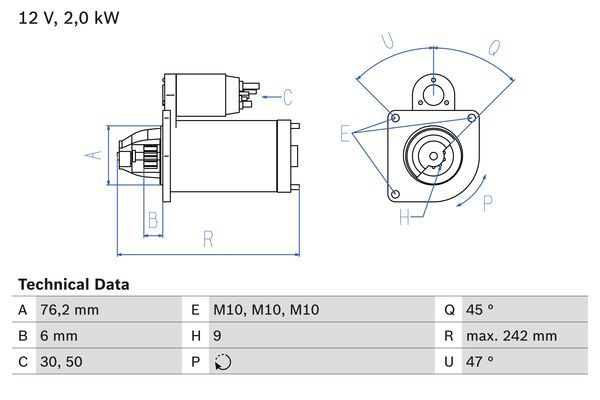 12 V, 2,0 kW
U
Q
C
A
E
B
R
H
P
Technical Data
A 76,2 mm E M10, M10, M10 Q 45 °
B 6 mm H 9 R max. 242 mm
C 30, 50 P U 47 °